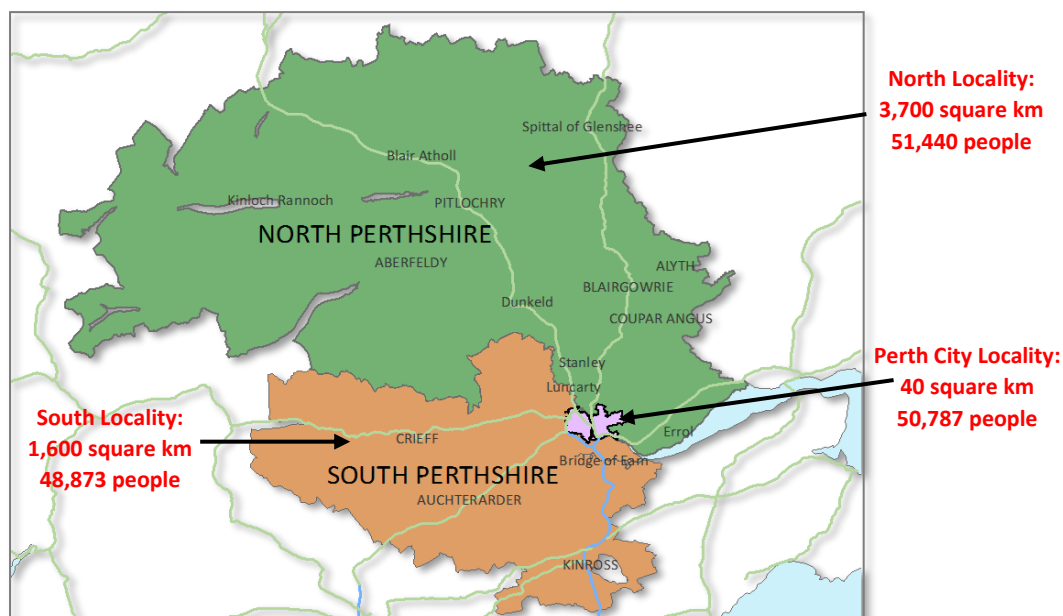 North Locality:
3,700 square km
51,440 people
Spittal of Glenshee
Blair Atholl
Kinloch Rannoch
PITLOCHRY
NORTH PERTHSHIRE
ABERFELDY
ALYTH
BLAIRGOWRIE
Dunkeld
COUPAR ANGUS
Stanley
Luncarty
Perth City Locality:
40 square km
50,787 people
South Locality:
1,600 square km
48,873 people
CRIEFF
Errol
Bridge of Earn
SOUTH PERTHSHIRE
AUCHTERARDER
KINROSS